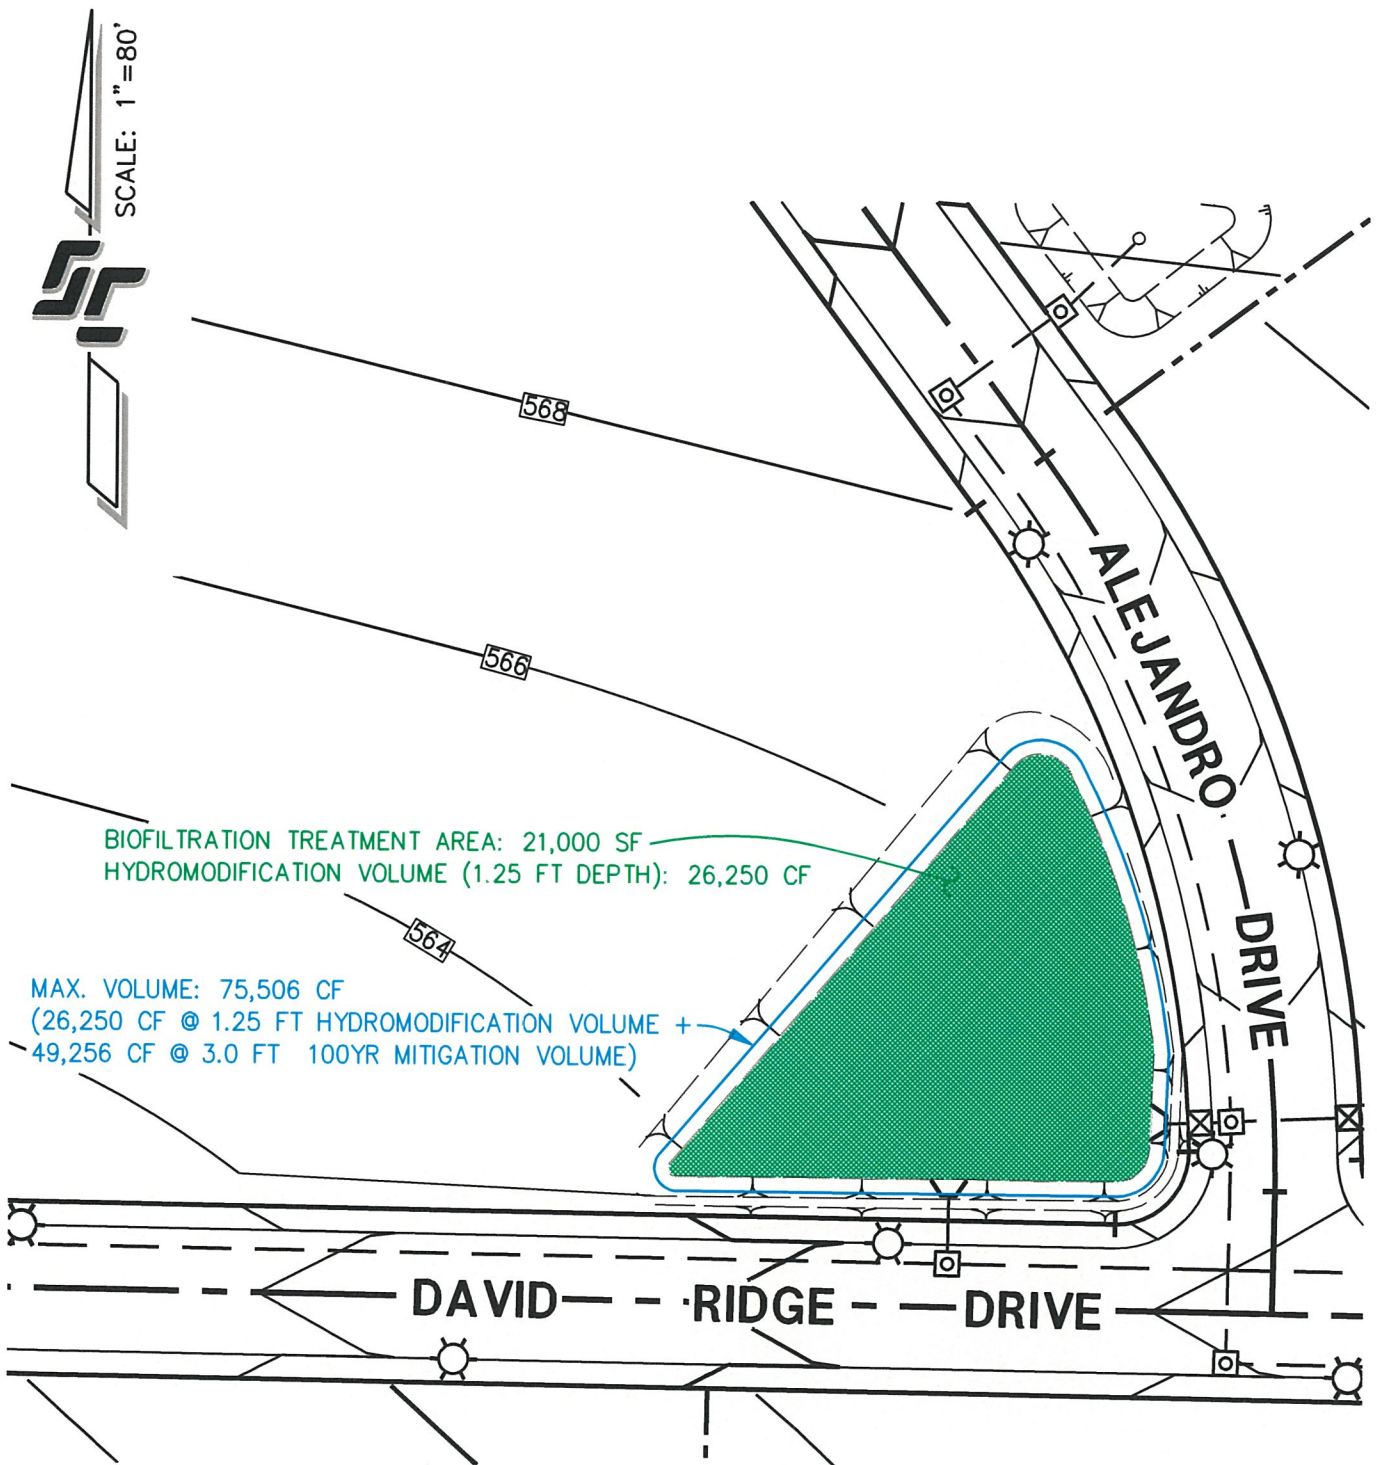 SCALE: 1"=80'
568
566
ALEJANDRO DRIVE
BIOFILTRATION TREATMENT AREA: 21,000 SF
HYDROMODIFICATION VOLUME (1.25 FT DEPTH): 26,250 CF
564
MAX. VOLUME: 75,506 CF
(26,250 CF @ 1.25 FT HYDROMODIFICATION VOLUME +
49,256 CF @ 3.0 FT 100YR MITIGATION VOLUME)
DAVID RIDGE DRIVE